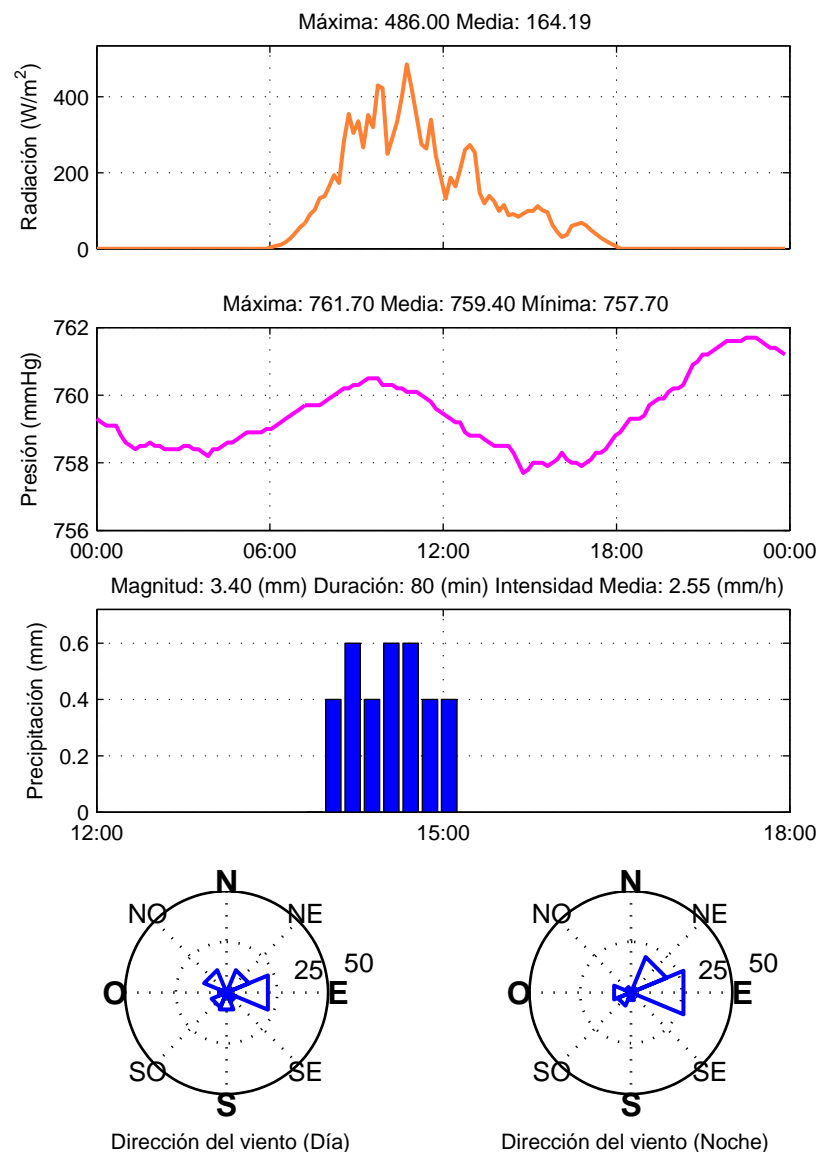 Máxima: 486.00 Media: 164.19
Radiación (W/m²)
400
200
0
Máxima: 761.70 Media: 759.40 Mínima: 757.70
Presión (mmHg)
762
760
758
756
00:00 06:00 12:00 18:00 00:00
Magnitud: 3.40 (mm) Duración: 80 (min) Intensidad Media: 2.55 (mm/h)
Precipitación (mm)
0.6
0.4
0.2
0
12:00 15:00 18:00
N
NO NE
25 50
O E
SO SE
S
Dirección del viento (Día)
N
NO NE
25 50
O E
SO SE
S
Dirección del viento (Noche)